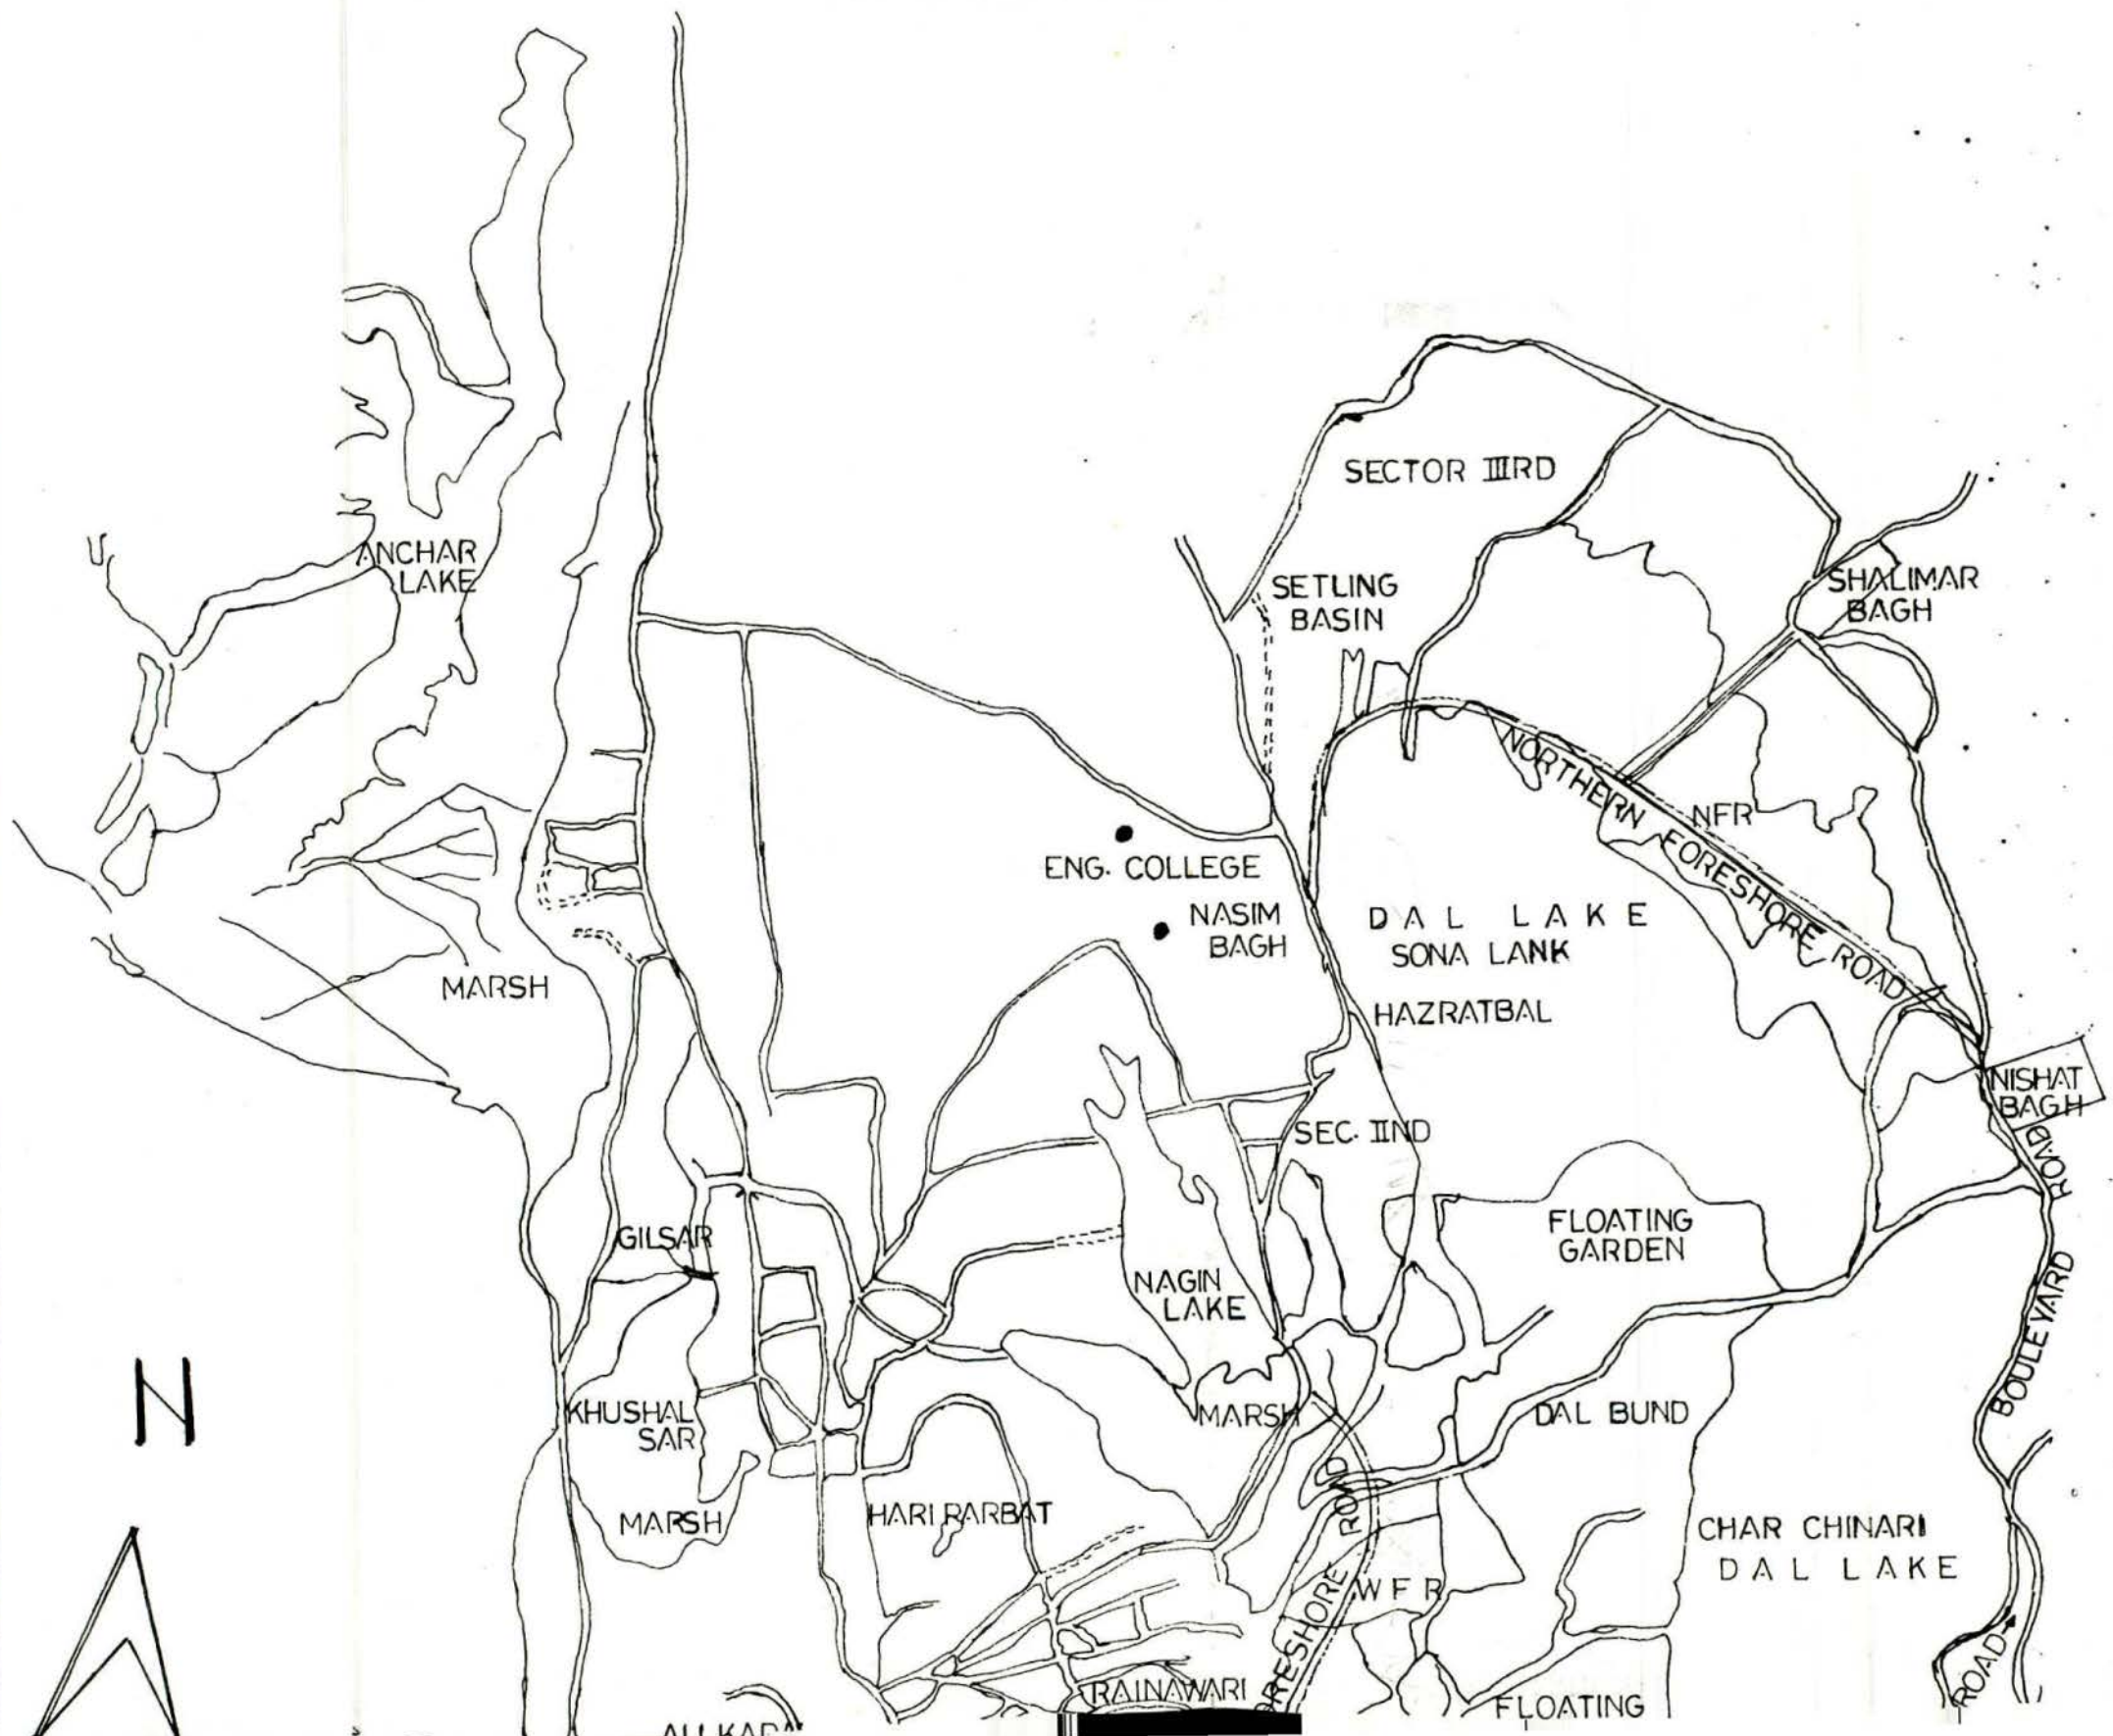 SECTOR IIIRD
ANCHAR
LAKE
SETLING
BASIN
SHALIMAR
BAGH
NORTHERN FORESHORE ROAD
NFR
ENG. COLLEGE
NASIM
BAGH
DAL LAKE
SONA LANK
HAZRATBAL
MARSH
NISHAT
BAGH
SEC. IIND
ROAD
GILSAR
FLOATING
GARDEN
NAGIN
LAKE
BOULEVARD
N
KHUSHAL
SAR
MARSH
DAL BUND
MARSH
HARI PARBAT
ROAD
CHAR CHINARI
DAL LAKE
WFR
ORESHORE
RAINAWARI
ROAD
FLOATING